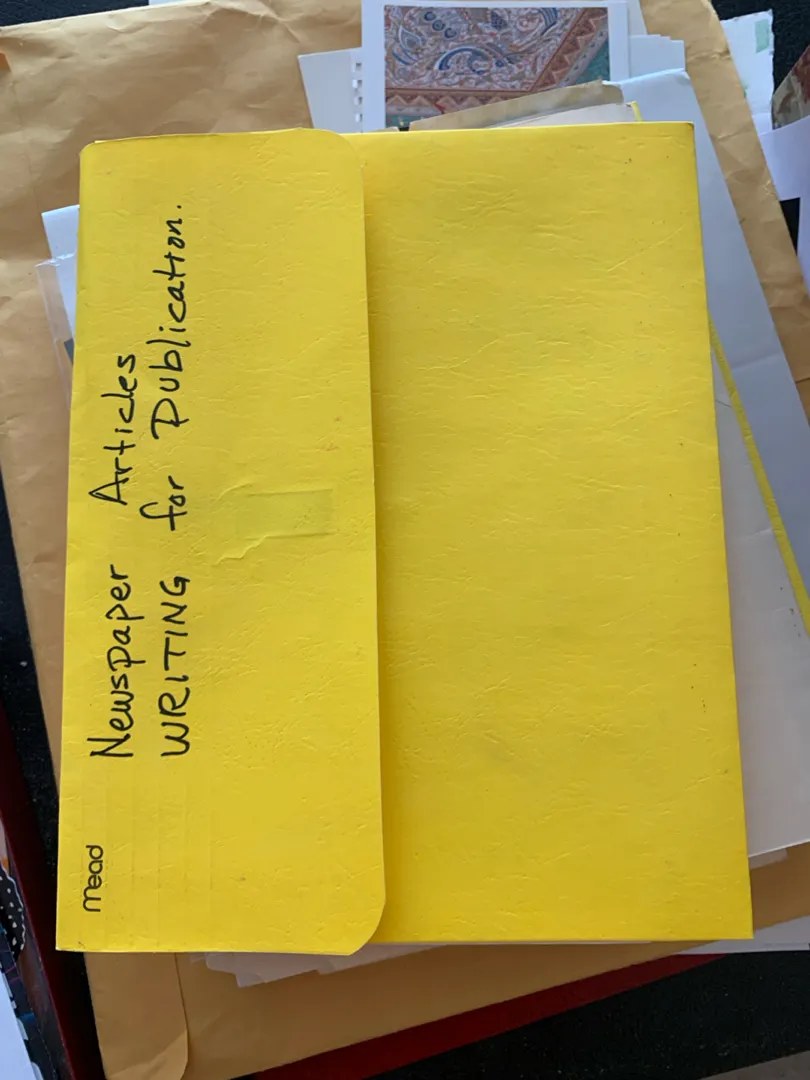 Newspaper Articles
WRITING for Publication.
mead